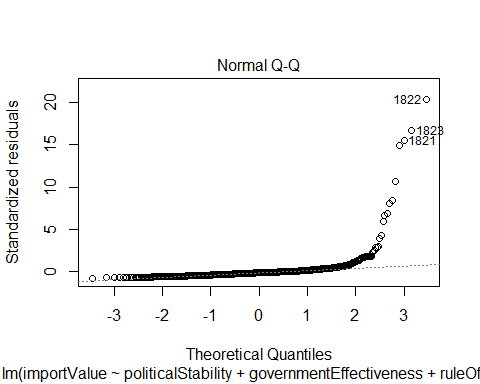 Normal Q-Q
Standardized residuals
20
15
10
5
0
1822
1823
1821
-3 -2 -1 0 1 2 3
Theoretical Quantiles
lm(importValue ~ politicalStability + governmentEffectiveness + ruleOf